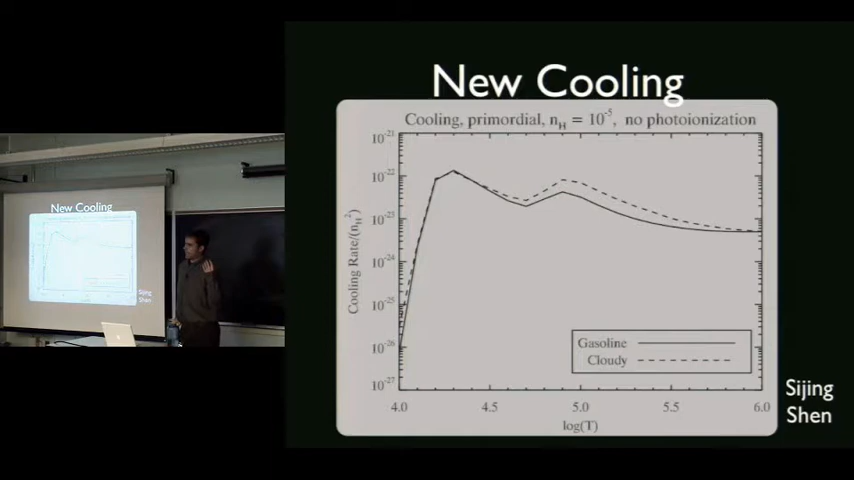 New Cooling
Cooling, primordial, n_H = 10^-5, no photoionization
10^-21
10^-22
10^-23
10^-24
10^-25
10^-26
10^-27
Cooling Rate/(n_H^2)
Gasoline
Cloudy
4.0 4.5 5.0 5.5 6.0
log(T)
Sijing
Shen
New Cooling
Sijing
Shen